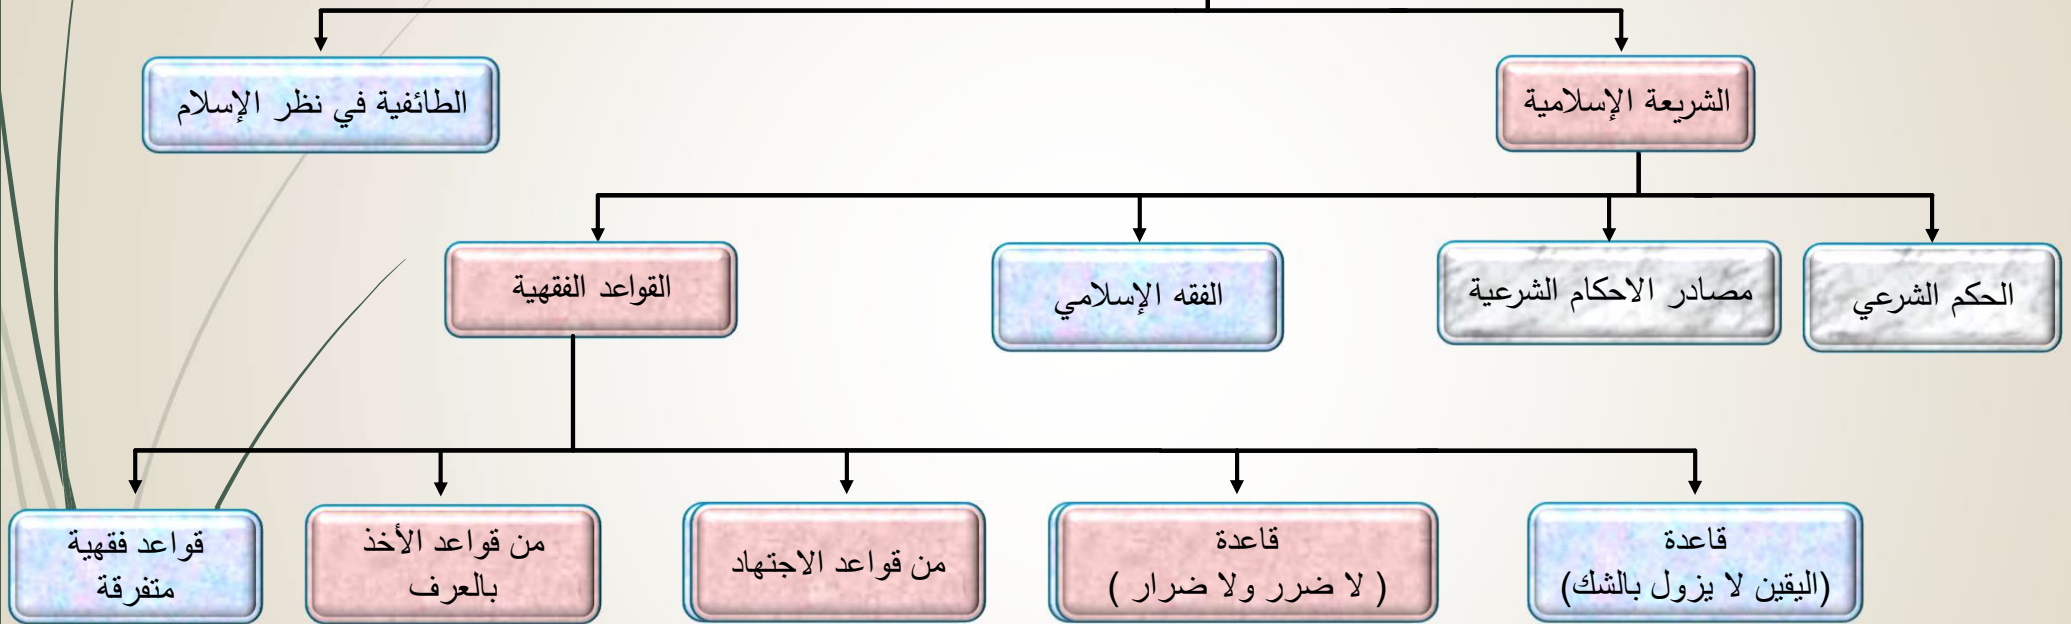 الشريعة الإسلامية
الطائفية في نظر الإسلام
الحكم الشرعي
مصادر الاحكام الشرعية
الفقه الإسلامي
القواعد الفقهية
قاعدة
(اليقين لا يزول بالشك)
قاعدة
( لا ضرر ولا ضرار )
من قواعد الاجتهاد
من قواعد الأخذ
بالعرف
قواعد فقهية
متفرقة